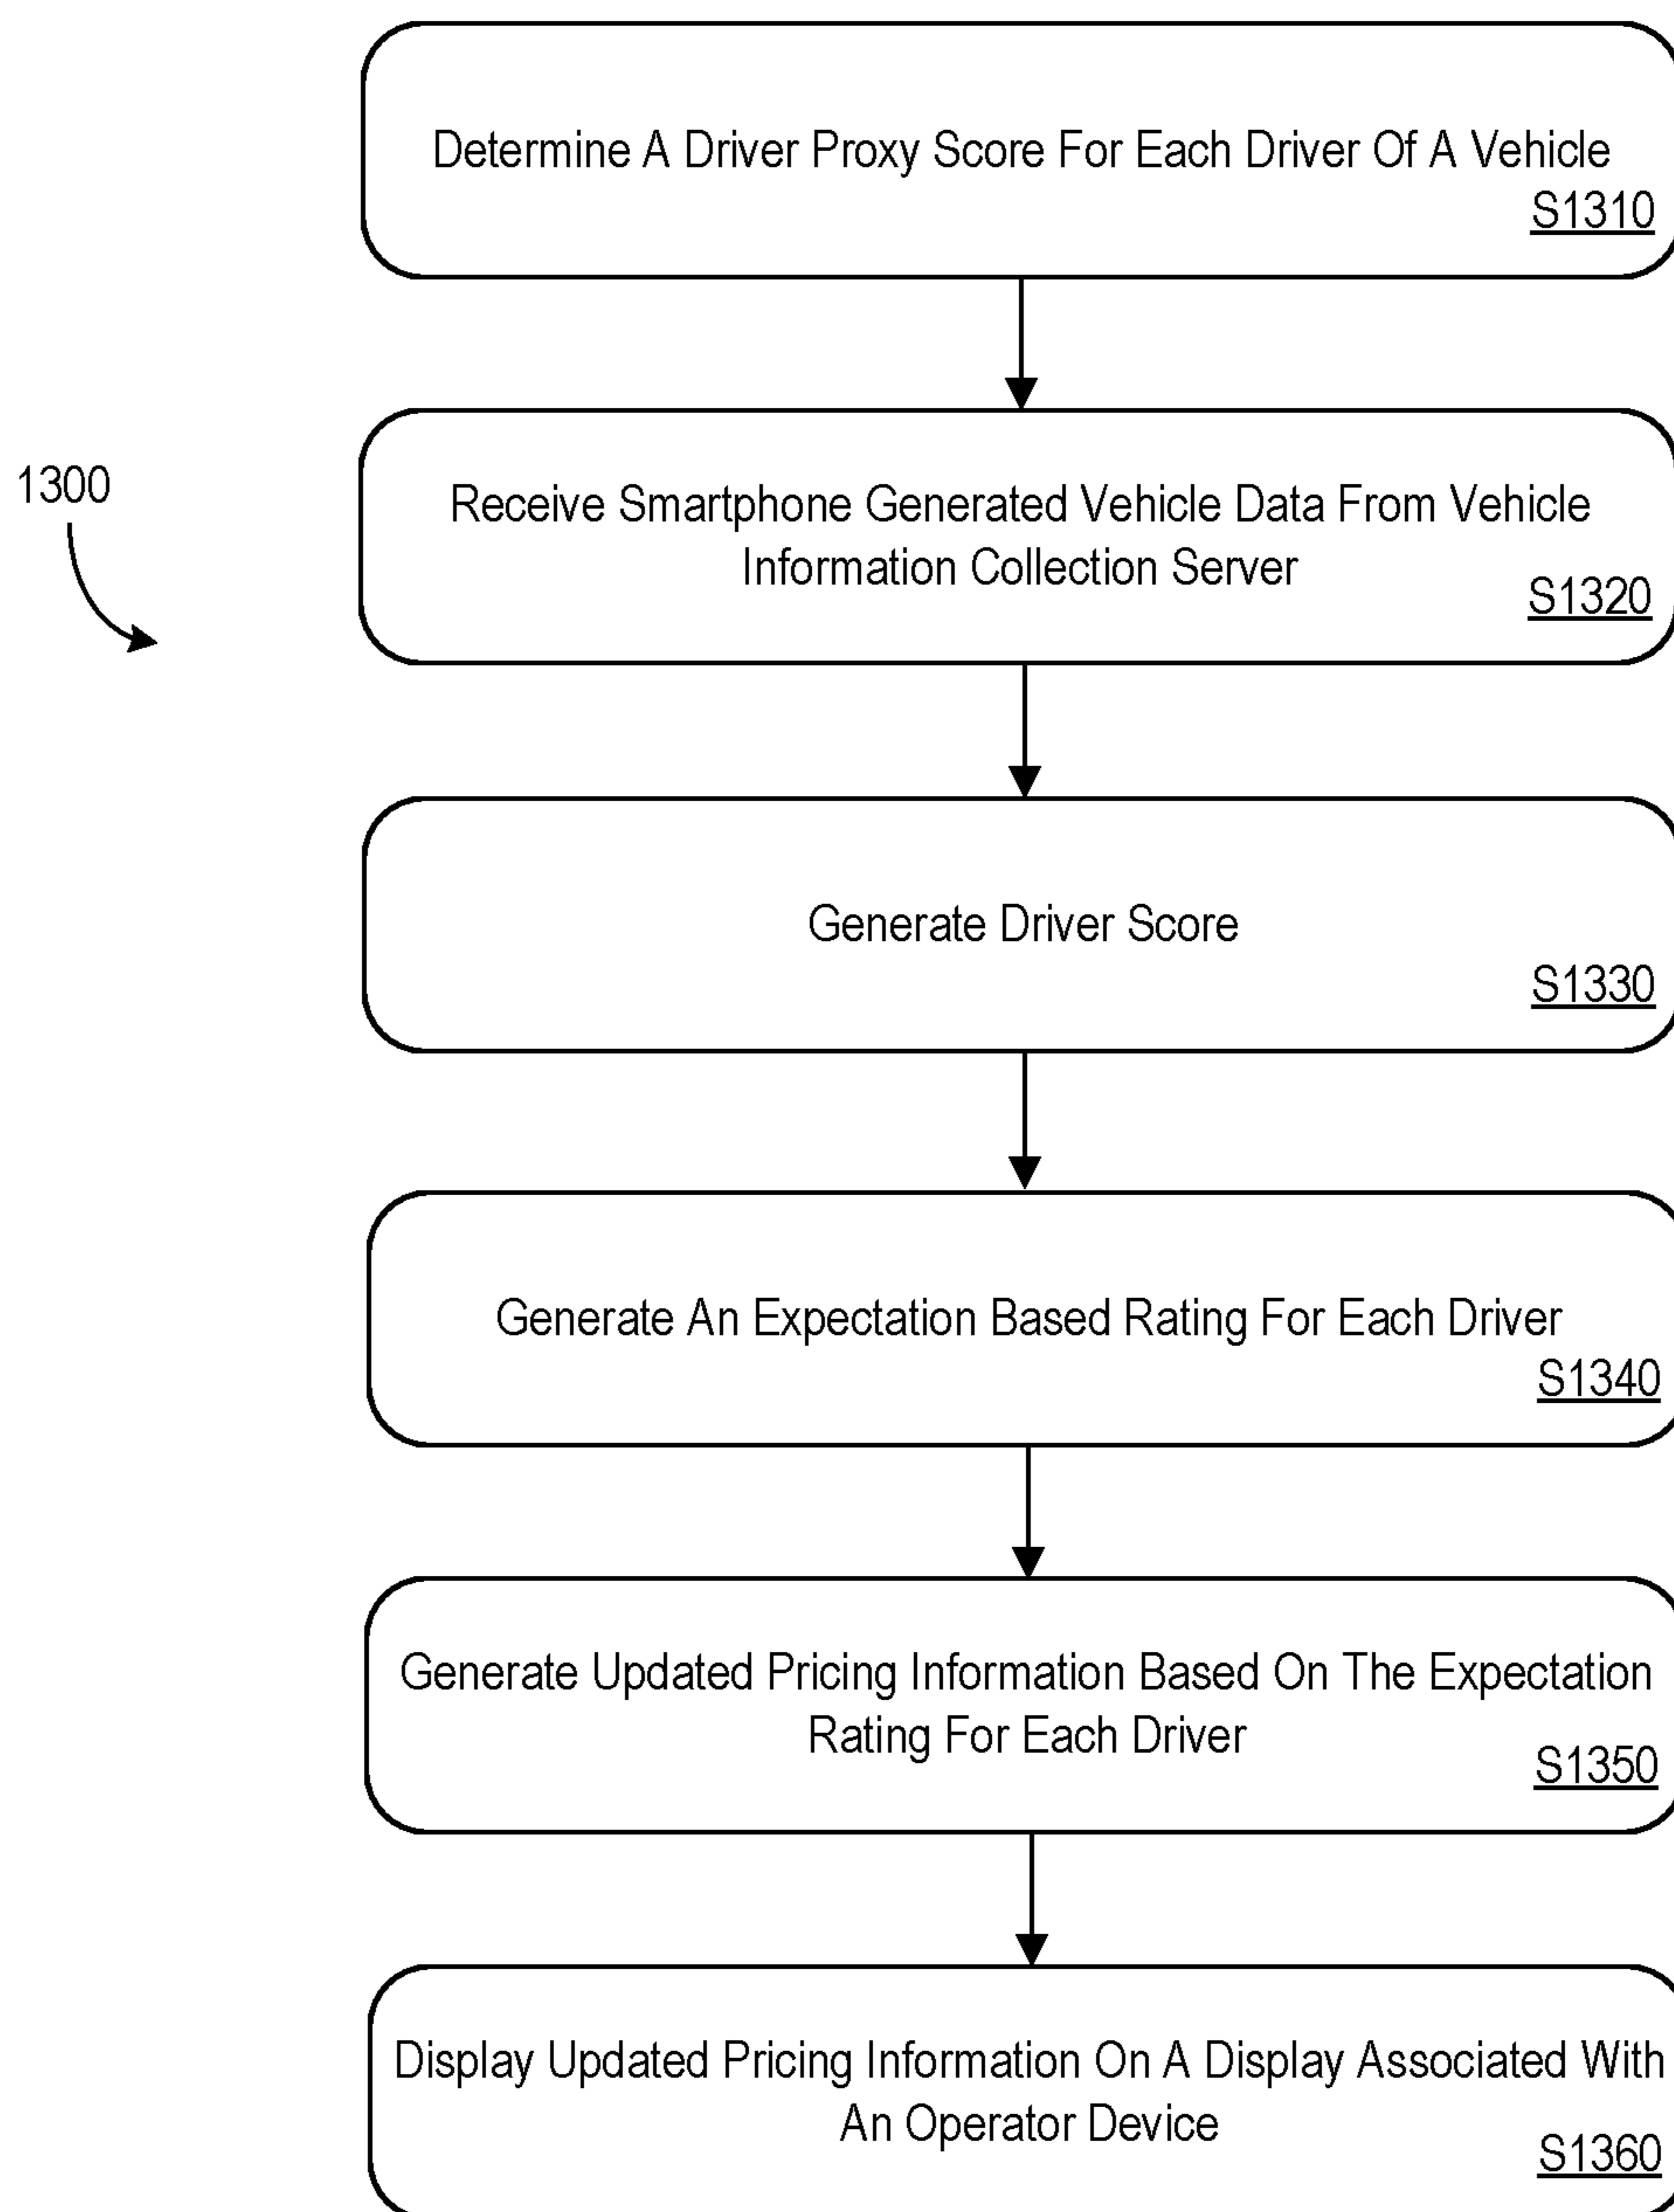 Determine A Driver Proxy Score For Each Driver Of A Vehicle
S1310
1300
Receive Smartphone Generated Vehicle Data From Vehicle
Information Collection Server
S1320
Generate Driver Score
S1330
Generate An Expectation Based Rating For Each Driver
S1340
Generate Updated Pricing Information Based On The Expectation
Rating For Each Driver
S1350
Display Updated Pricing Information On A Display Associated With
An Operator Device
S1360